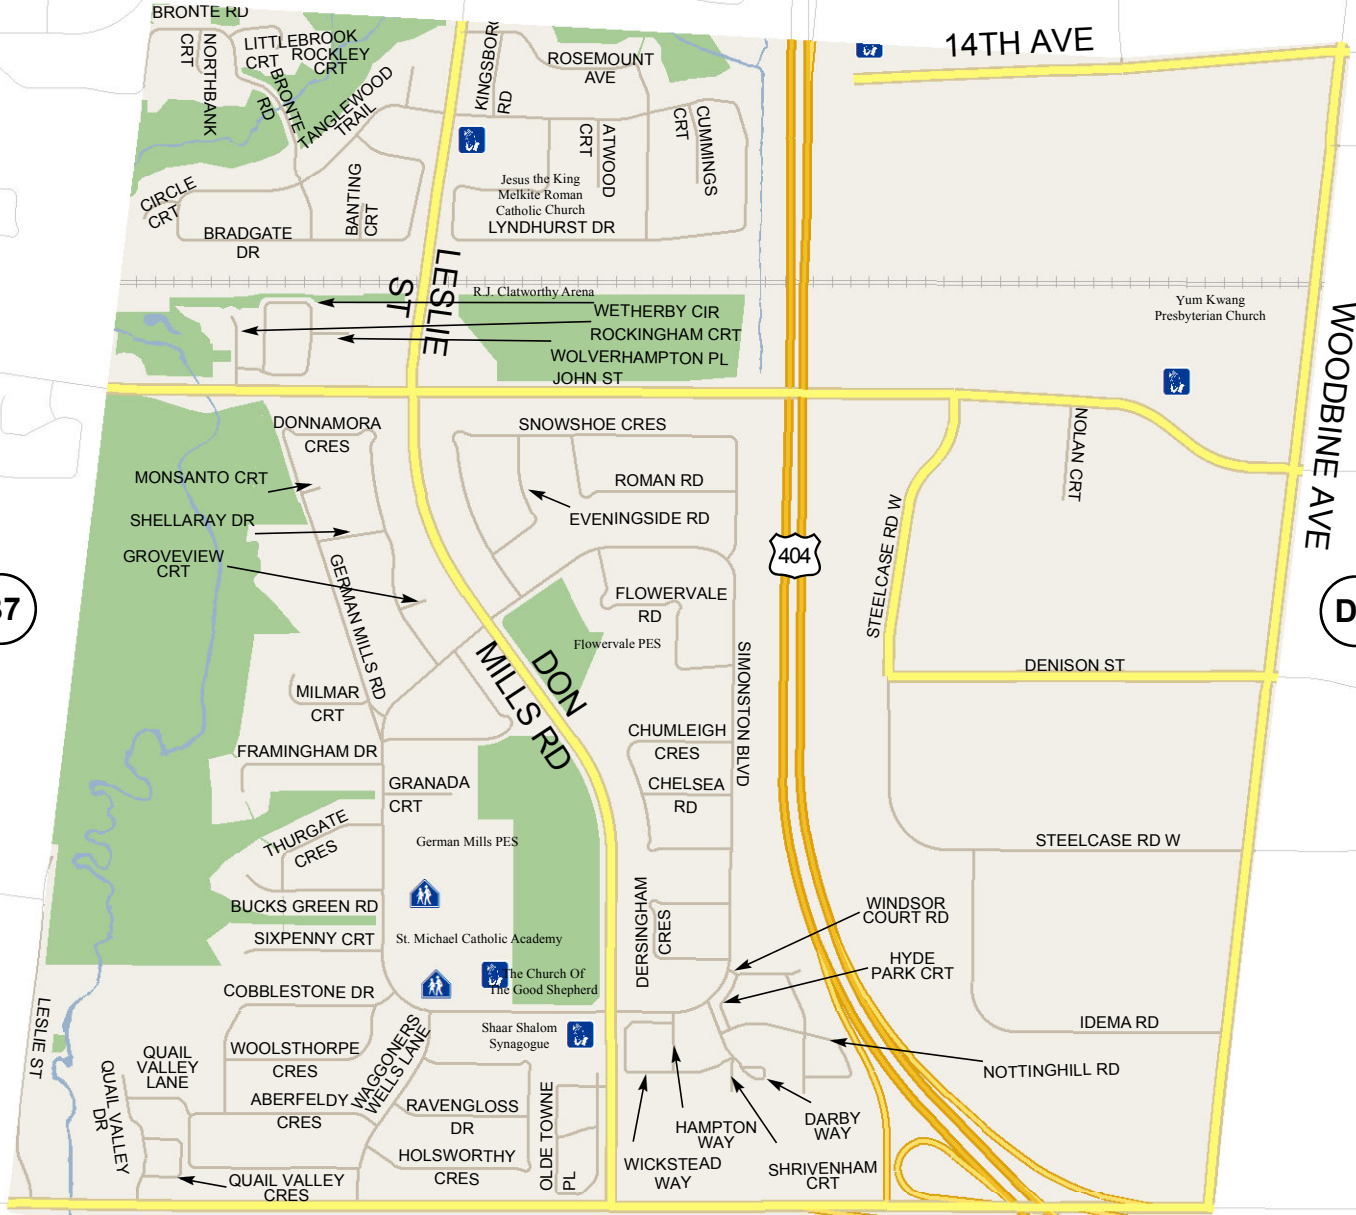 BRONTE RD
14TH AVE
NORTHBANK
CRT
LITTLEBROOK
CRT
ROCKLEY
CRT
BRONTE
RD
TANGLEWOOD
TRAIL
KINGSBOR
RD
ROSEMOUNT
AVE
ATWOOD
CRT
CUMMINGS
CRT
Jesus the King
Melkite Roman
Catholic Church
LYNDHURST DR
CIRCLE
CRT
BANTING
CRT
BRADGATE
DR
LESLIE
ST
R.J. Clatworthy Arena
WETHERBY CIR
ROCKINGHAM CRT
WOLVERHAMPTON PL
JOHN ST
Yum Kwang
Presbyterian Church
WOODBINE AVE
DONNAMORA
CRES
SNOWSHOE CRES
MONSANTO CRT
ROMAN RD
NOLAN CRT
SHELLARAY DR
EVENINGSIDE RD
STEELCASE RD W
GROVEVIEW
CRT
404
GERMAN MILLS RD
FLOWERVALE
RD
37
D
Flowervale PES
DON
MILLS RD
SIMONSTON BLVD
DENISON ST
MILMAR
CRT
CHUMLEIGH
CRES
FRAMINGHAM DR
GRANADA
CRT
CHELSEA
RD
THURGATE
CRES
German Mills PES
STEELCASE RD W
BUCKS GREEN RD
DERSINGHAM
CRES
WINDSOR
COURT RD
SIXPENNY CRT
St. Michael Catholic Academy
HYDE
PARK CRT
The Church Of
The Good Shepherd
COBBLESTONE DR
LESLIE ST
Shaar Shalom
Synagogue
IDEMA RD
WOOLSTHORPE
CRES
WAGGONERS
WELLS LANE
QUAIL
VALLEY
LANE
NOTTINGHILL RD
QUAIL VALLEY
DR
ABERFELDY
CRES
RAVENGLOSS
DR
OLDE TOWNE
PL
HAMPTON
WAY
DARBY
WAY
HOLSWORTHY
CRES
WICKSTEAD
WAY
SHRIVENHAM
CRT
QUAIL VALLEY
CRES